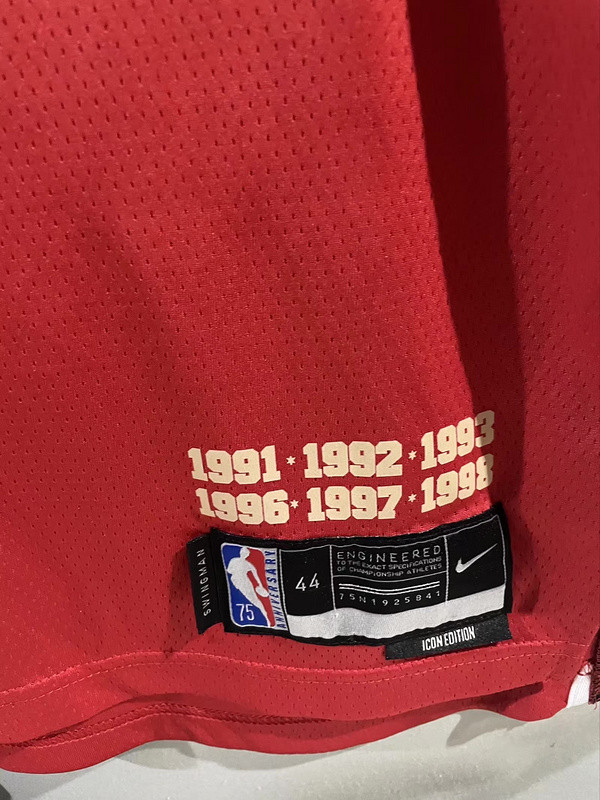 1991*1992*1993
1996*1997*1998
SWINGMAN
75
ANNIVERSARY
44
ENGINEERED
TO THE EXACT SPECIFICATIONS
OF CHAMPIONSHIP ATHLETES
75N1925841
ICON EDITION